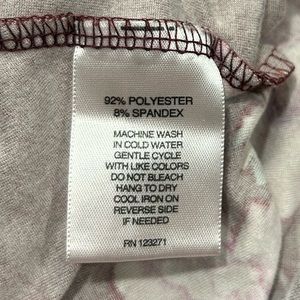 92% POLYESTER
8% SPANDEX
MACHINE WASH
IN COLD WATER
GENTLE CYCLE
WITH LIKE COLORS
DO NOT BLEACH
HANG TO DRY
COOL IRON ON
REVERSE SIDE
IF NEEDED
RN 123271